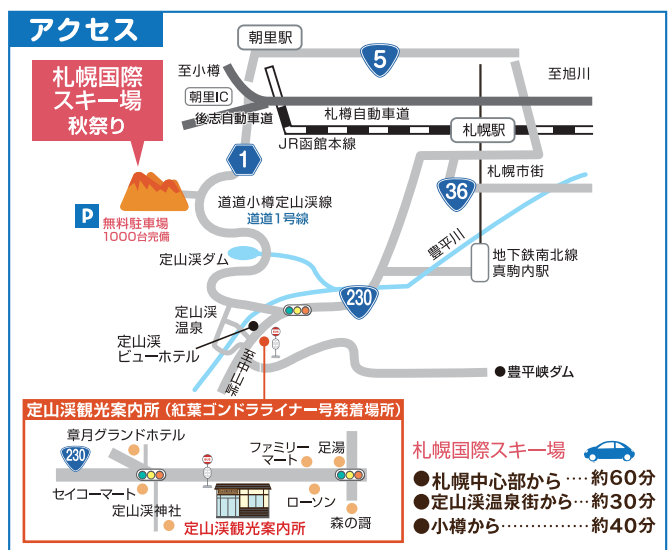 アクセス
朝里駅
5
至小樽
至旭川
札幌国際
スキー場
秋祭り
朝里IC
札樽自動車道
後志自動車道
札幌駅
JR函館本線
1
札幌市街
36
道道小樽定山渓線
道道1号線
P
無料駐車場
1000台完備
豊平川
定山渓ダム
地下鉄南北線
真駒内駅
230
定山渓
温泉
定山渓
ビューホテル
至中山峠
●豊平峡ダム
定山渓観光案内所(紅葉ゴンドラライナー号発着場所)
章月グランドホテル
230
ファミリー
マート
足湯
セイコーマート
定山渓神社
定山渓観光案内所
ローソン
森の謌
札幌国際スキー場
●札幌中心部から‥‥約60分
●定山渓温泉街から…約30分
●小樽から……………約40分